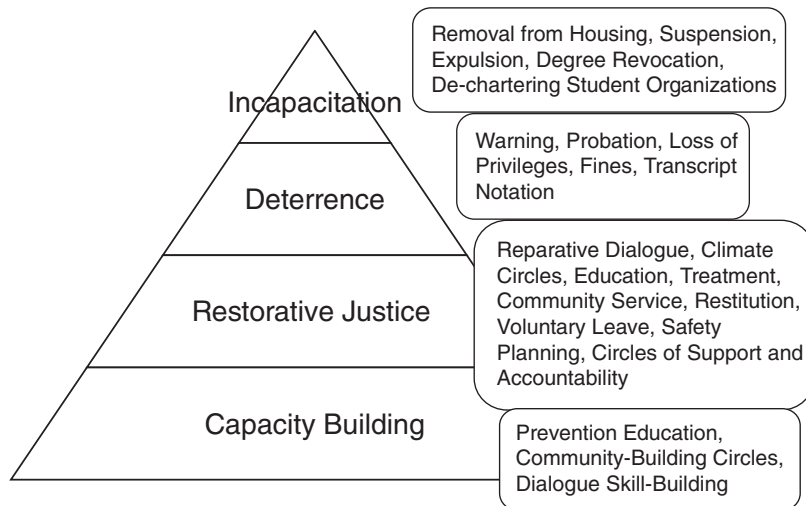 Incapacitation
Removal from Housing, Suspension,
Expulsion, Degree Revocation,
De-chartering Student Organizations
Deterrence
Warning, Probation, Loss of
Privileges, Fines, Transcript
Notation
Restorative Justice
Reparative Dialogue, Climate
Circles, Education, Treatment,
Community Service, Restitution,
Voluntary Leave, Safety
Planning, Circles of Support and
Accountability
Capacity Building
Prevention Education,
Community-Building Circles,
Dialogue Skill-Building